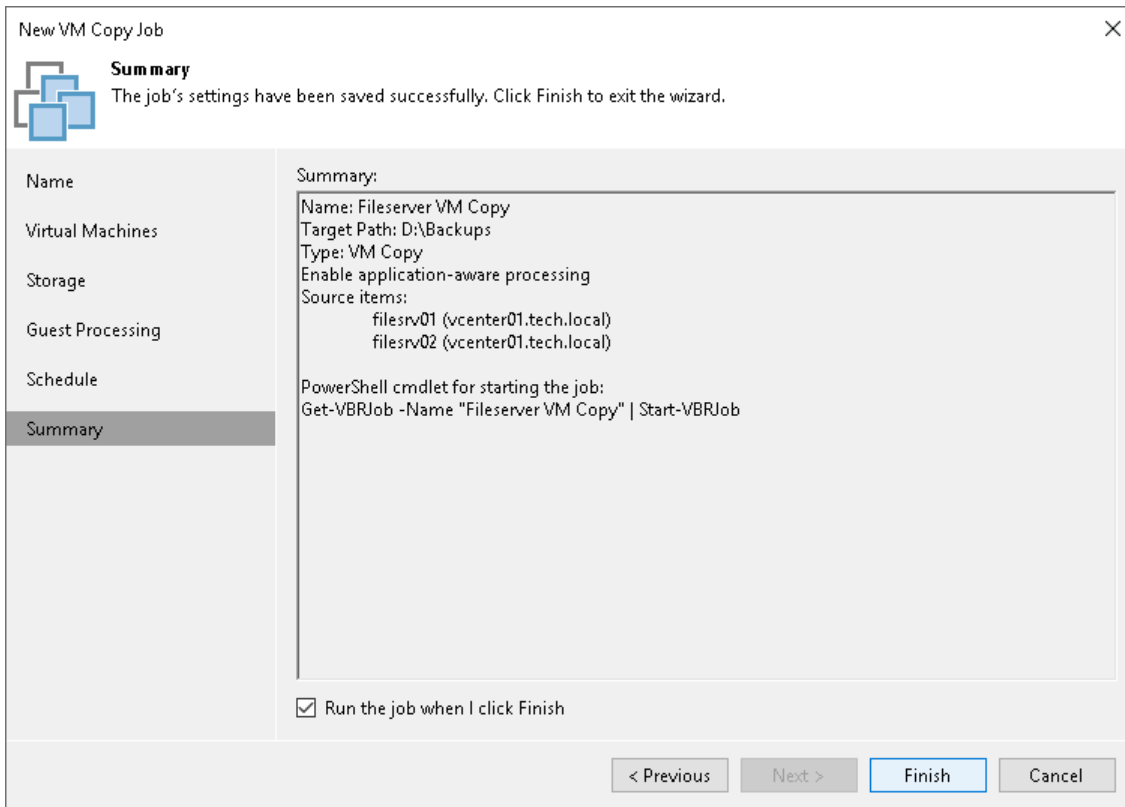 New VM Copy Job
Summary
The job's settings have been saved successfully. Click Finish to exit the wizard.
Name
Virtual Machines
Storage
Guest Processing
Schedule
Summary
Summary:
Name: Fileserver VM Copy
Target Path: D:\Backups
Type: VM Copy
Enable application-aware processing
Source items:
filesrv01 (vcenter01.tech.local)
filesrv02 (vcenter01.tech.local)
PowerShell cmdlet for starting the job:
Get-VBRJob -Name "Fileserver VM Copy" | Start-VBRJob
Run the job when I click Finish
< Previous
Next >
Finish
Cancel